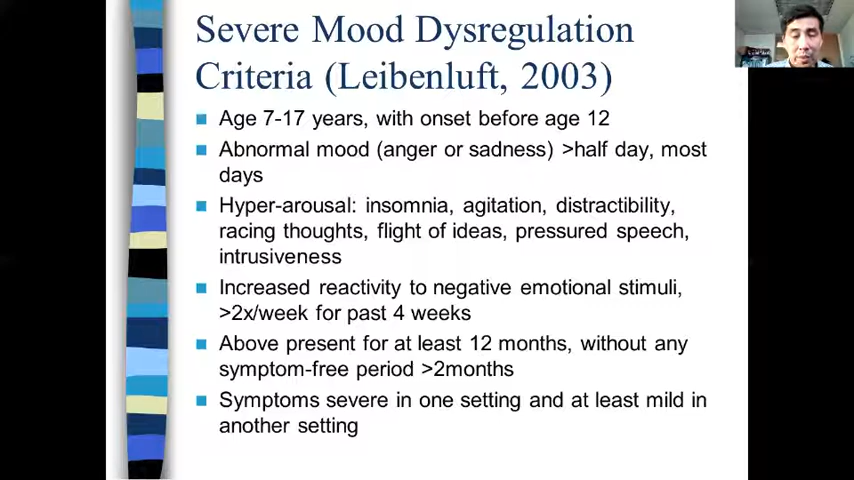 Severe Mood Dysregulation
Criteria (Leibenluft, 2003)
Age 7-17 years, with onset before age 12
Abnormal mood (anger or sadness) >half day, most
days
Hyper-arousal: insomnia, agitation, distractibility,
racing thoughts, flight of ideas, pressured speech,
intrusiveness
Increased reactivity to negative emotional stimuli,
>2x/week for past 4 weeks
Above present for at least 12 months, without any
symptom-free period >2months
Symptoms severe in one setting and at least mild in
another setting